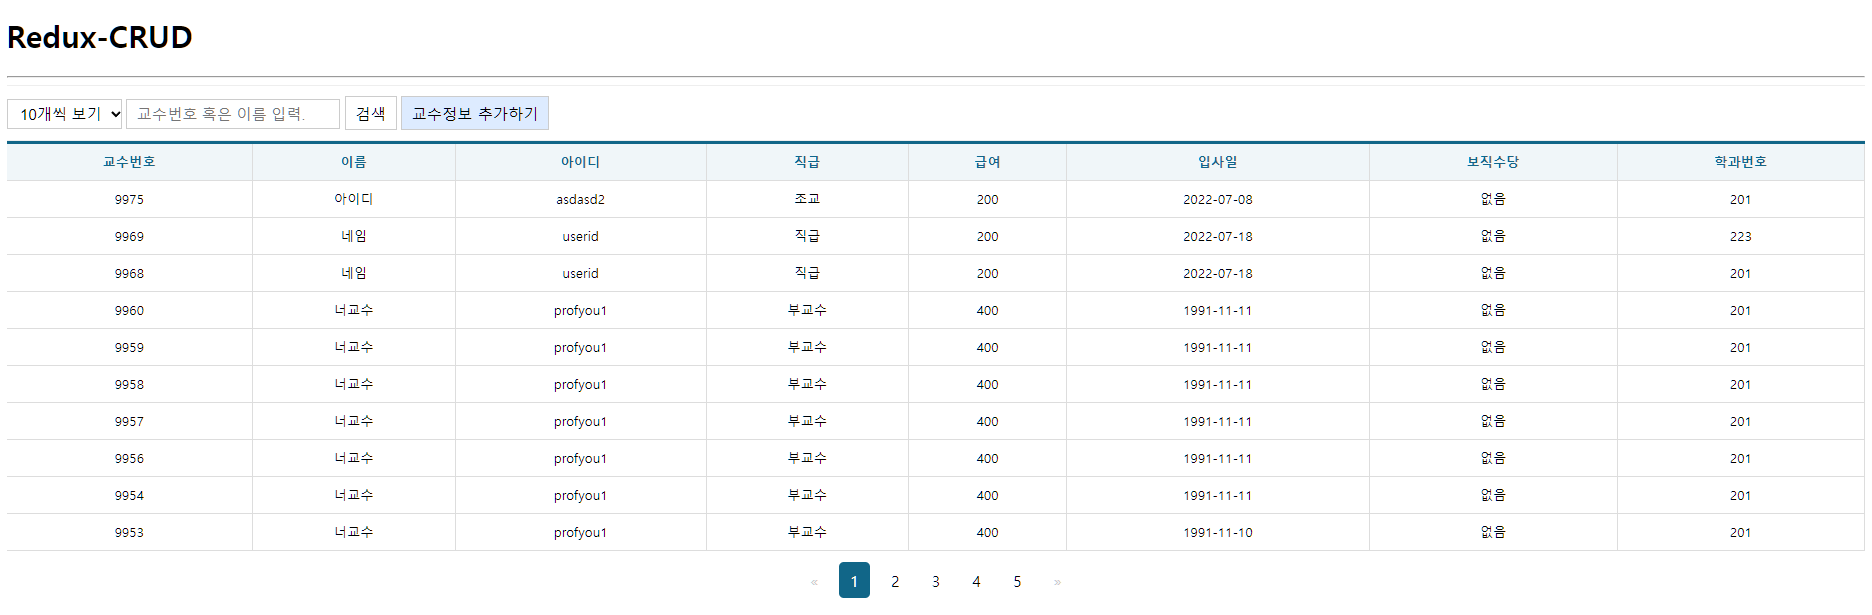 Redux-CRUD
10개씩 보기 교수번호 혹은 이름 입력. 검색 교수정보 추가하기
교수번호 이름 아이디 직급 급여 입사일 보직수당 학과번호
9975 아이디 asdasd2 조교 200 2022-07-08 없음 201
9969 네임 userid 직급 200 2022-07-18 없음 223
9968 네임 userid 직급 200 2022-07-18 없음 201
9960 너교수 profyou1 부교수 400 1991-11-11 없음 201
9959 너교수 profyou1 부교수 400 1991-11-11 없음 201
9958 너교수 profyou1 부교수 400 1991-11-11 없음 201
9957 너교수 profyou1 부교수 400 1991-11-11 없음 201
9956 너교수 profyou1 부교수 400 1991-11-11 없음 201
9954 너교수 profyou1 부교수 400 1991-11-11 없음 201
9953 너교수 profyou1 부교수 400 1991-11-10 없음 201
« 1 2 3 4 5 »